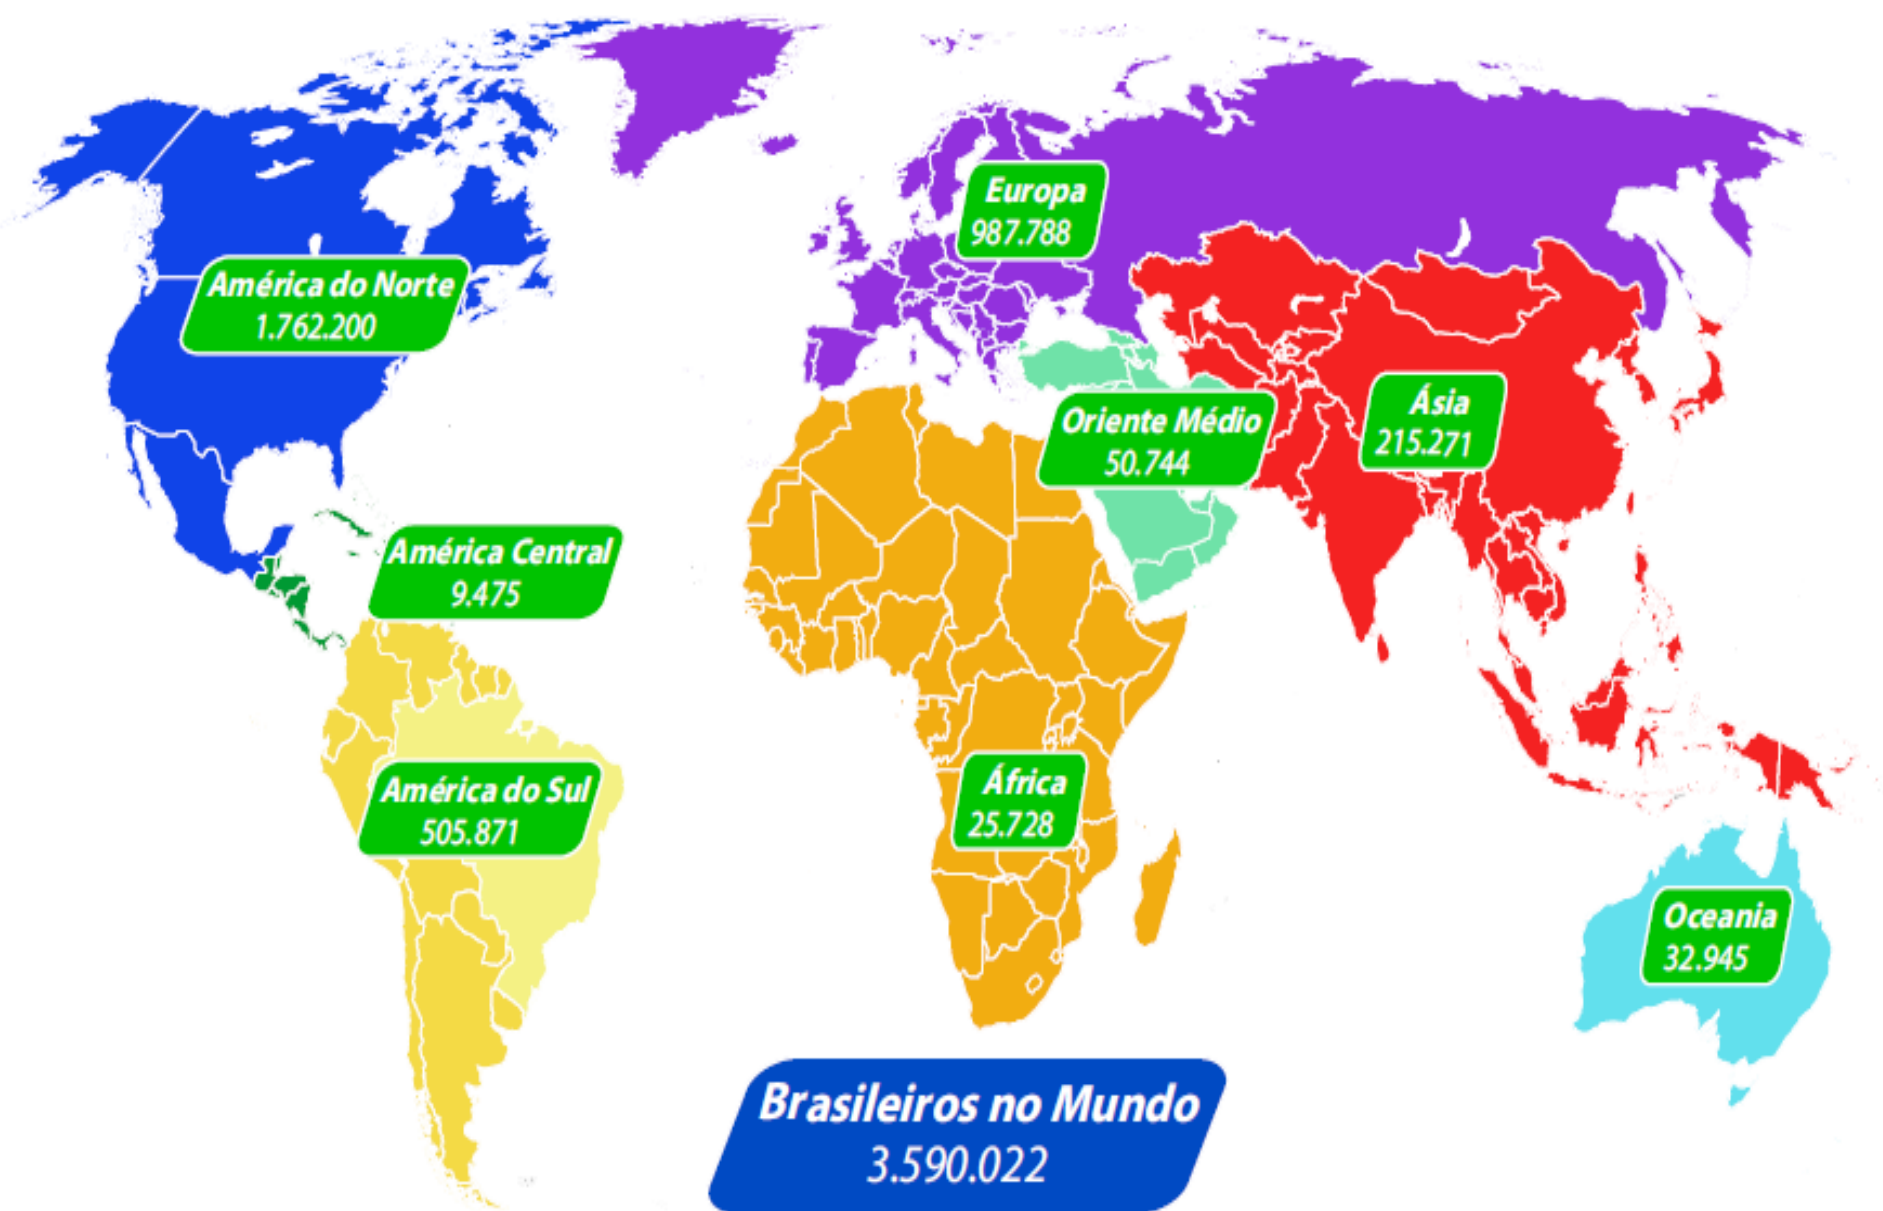 Europa
987.788
América do Norte
1.762.200
Ásia
215.271
Oriente Médio
50.744
América Central
9.475
América do Sul
505.871
África
25.728
Oceania
32.945
Brasileiros no Mundo
3.590.022